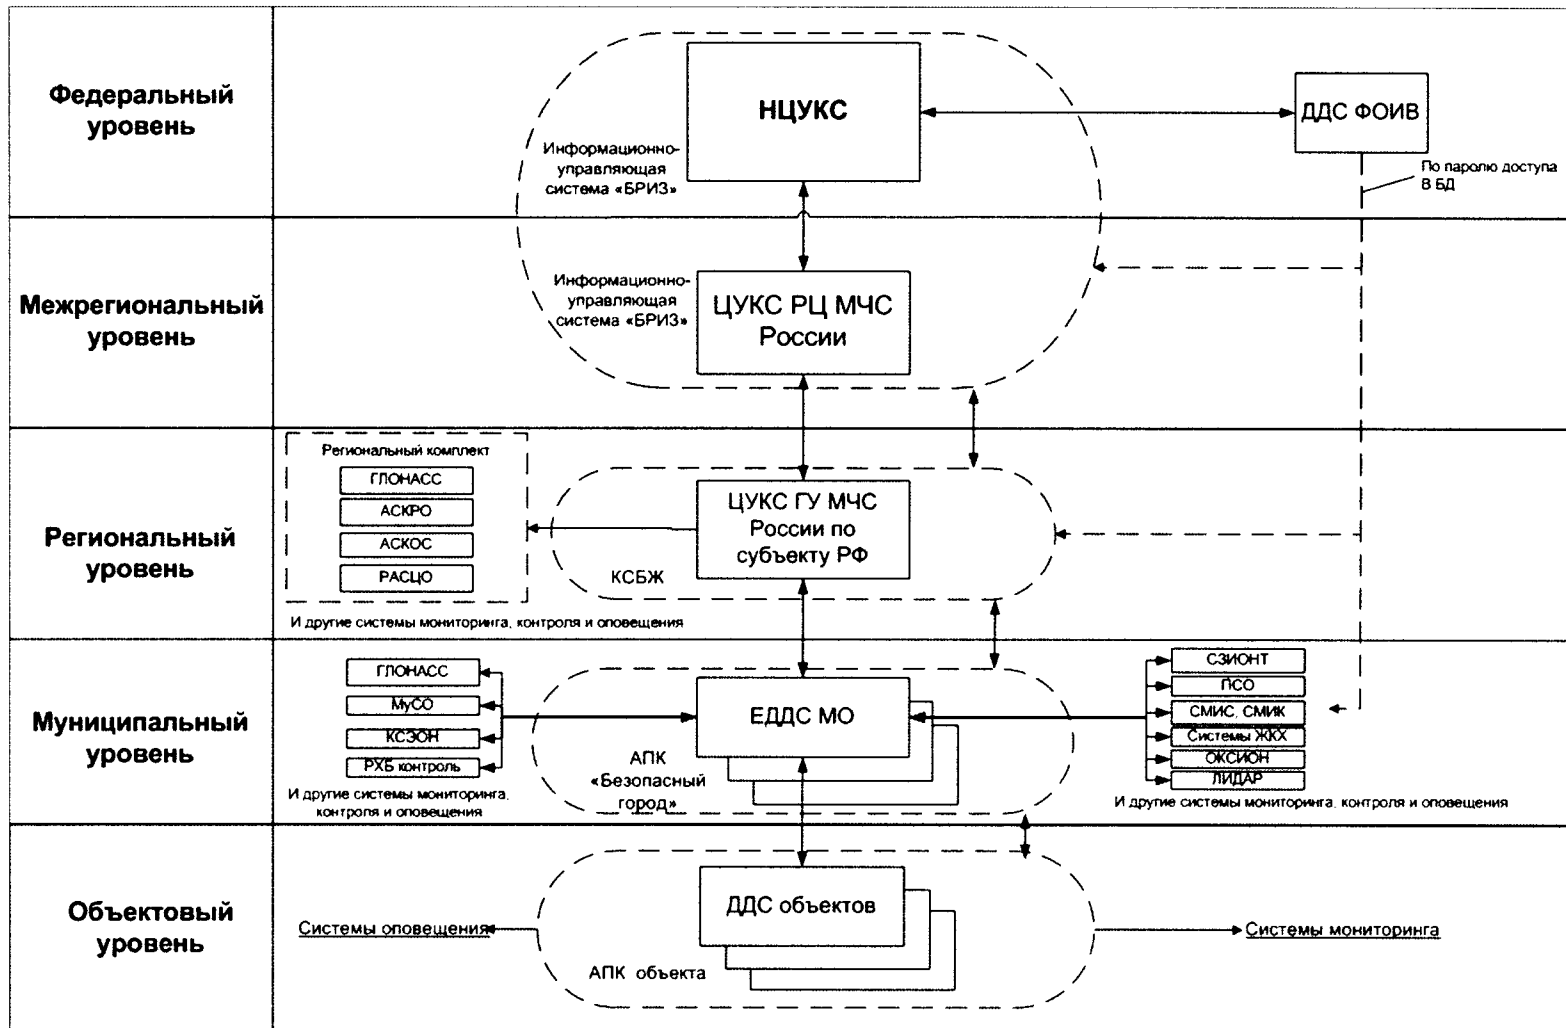 Федеральный
уровень
НЦУКС
ДДС ФОИВ
Информационно-
управляющая
система «БРИЗ»
По паролю доступа
В БД
Межрегиональный
уровень
Информационно-
управляющая
система «БРИЗ»
ЦУКС РЦ МЧС
России
Региональный
уровень
Региональный комплект
ГЛОНАСС
АСКРО
АСКОС
РАСЦО
И другие системы мониторинга, контроля и оповещения
ЦУКС ГУ МЧС
России по
субъекту РФ
КСБЖ
Муниципальный
уровень
ГЛОНАСС
МуСО
КСЭОН
РХБ контроль
И другие системы мониторинга,
контроля и оповещения
ЕДДС МО
АПК
«Безопасный
город»
СЗИОНТ
ПСО
СМИС, СМИК
Системы ЖКХ
ОКСИОН
ЛИДАР
И другие системы мониторинга, контроля и оповещения
Объектовый
уровень
Системы оповещения
ДДС объектов
АПК объекта
Системы мониторинга